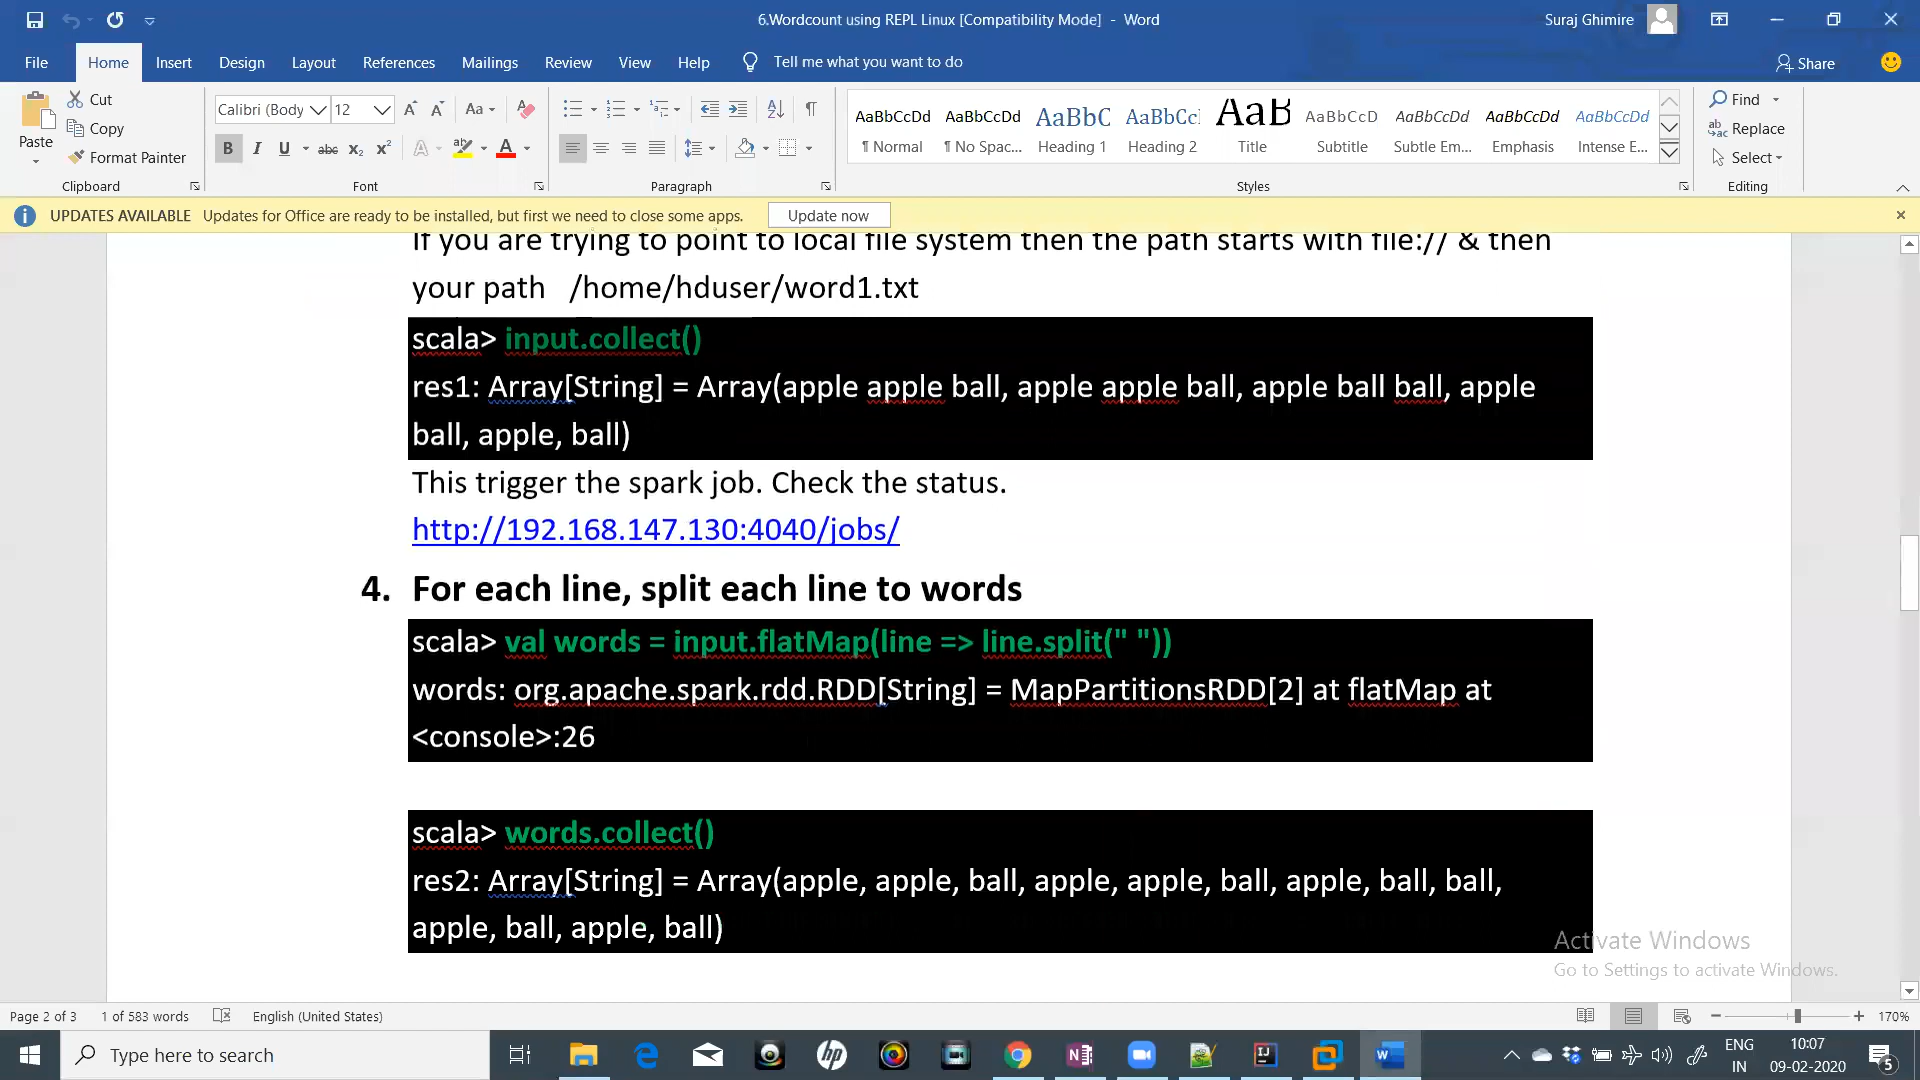 6.Wordcount using REPL Linux [Compatibility Mode] - Word
Suraj Ghimire
File Home Insert Design Layout References Mailings Review View Help Tell me what you want to do
Share
Paste
Cut
Copy
Format Painter
Clipboard
Calibri (Body 12
Font
Paragraph
AaBbCcDd AaBbCcDd AaBbC AaBbCc AaB AaBbCcD AaBbCcDd AaBbCcDd AaBbCcDd
¶ Normal ¶ No Spac... Heading 1 Heading 2 Title Subtitle Subtle Em... Emphasis Intense E...
Styles
Find
Replace
Select
Editing
UPDATES AVAILABLE Updates for Office are ready to be installed, but first we need to close some apps. Update now
If you are trying to point to local file system then the path starts with file:// & then
your path /home/hduser/word1.txt
scala> input.collect()
res1: Array[String] = Array(apple apple ball, apple apple ball, apple ball ball, apple
ball, apple, ball)
This trigger the spark job. Check the status.
http://192.168.147.130:4040/jobs/
4. For each line, split each line to words
scala> val words = input.flatMap(line => line.split(" "))
words: org.apache.spark.rdd.RDD[String] = MapPartitionsRDD[2] at flatMap at
<console>:26
scala> words.collect()
res2: Array[String] = Array(apple, apple, ball, apple, apple, ball, apple, ball, ball,
apple, ball, apple, ball)
Activate Windows
Go to Settings to activate Windows.
Page 2 of 3 1 of 583 words English (United States) 170%
Type here to search
ENG
IN
10:07
09-02-2020
5